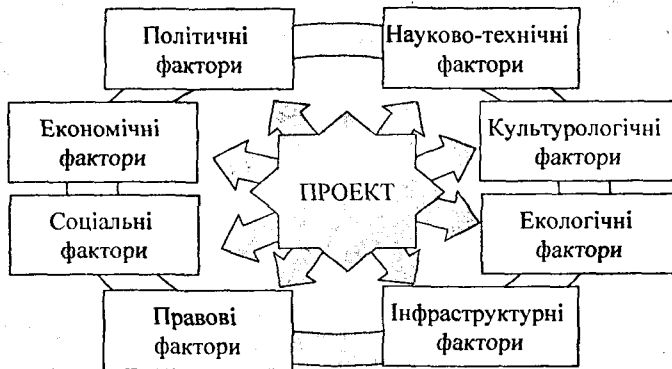 Політичні
фактори
Науково-технічні
фактори
Економічні
фактори
Культурологічні
фактори
ПРОЕКТ
Соціальні
фактори
Екологічні
фактори
Правові
фактори
Інфраструктурні
фактори